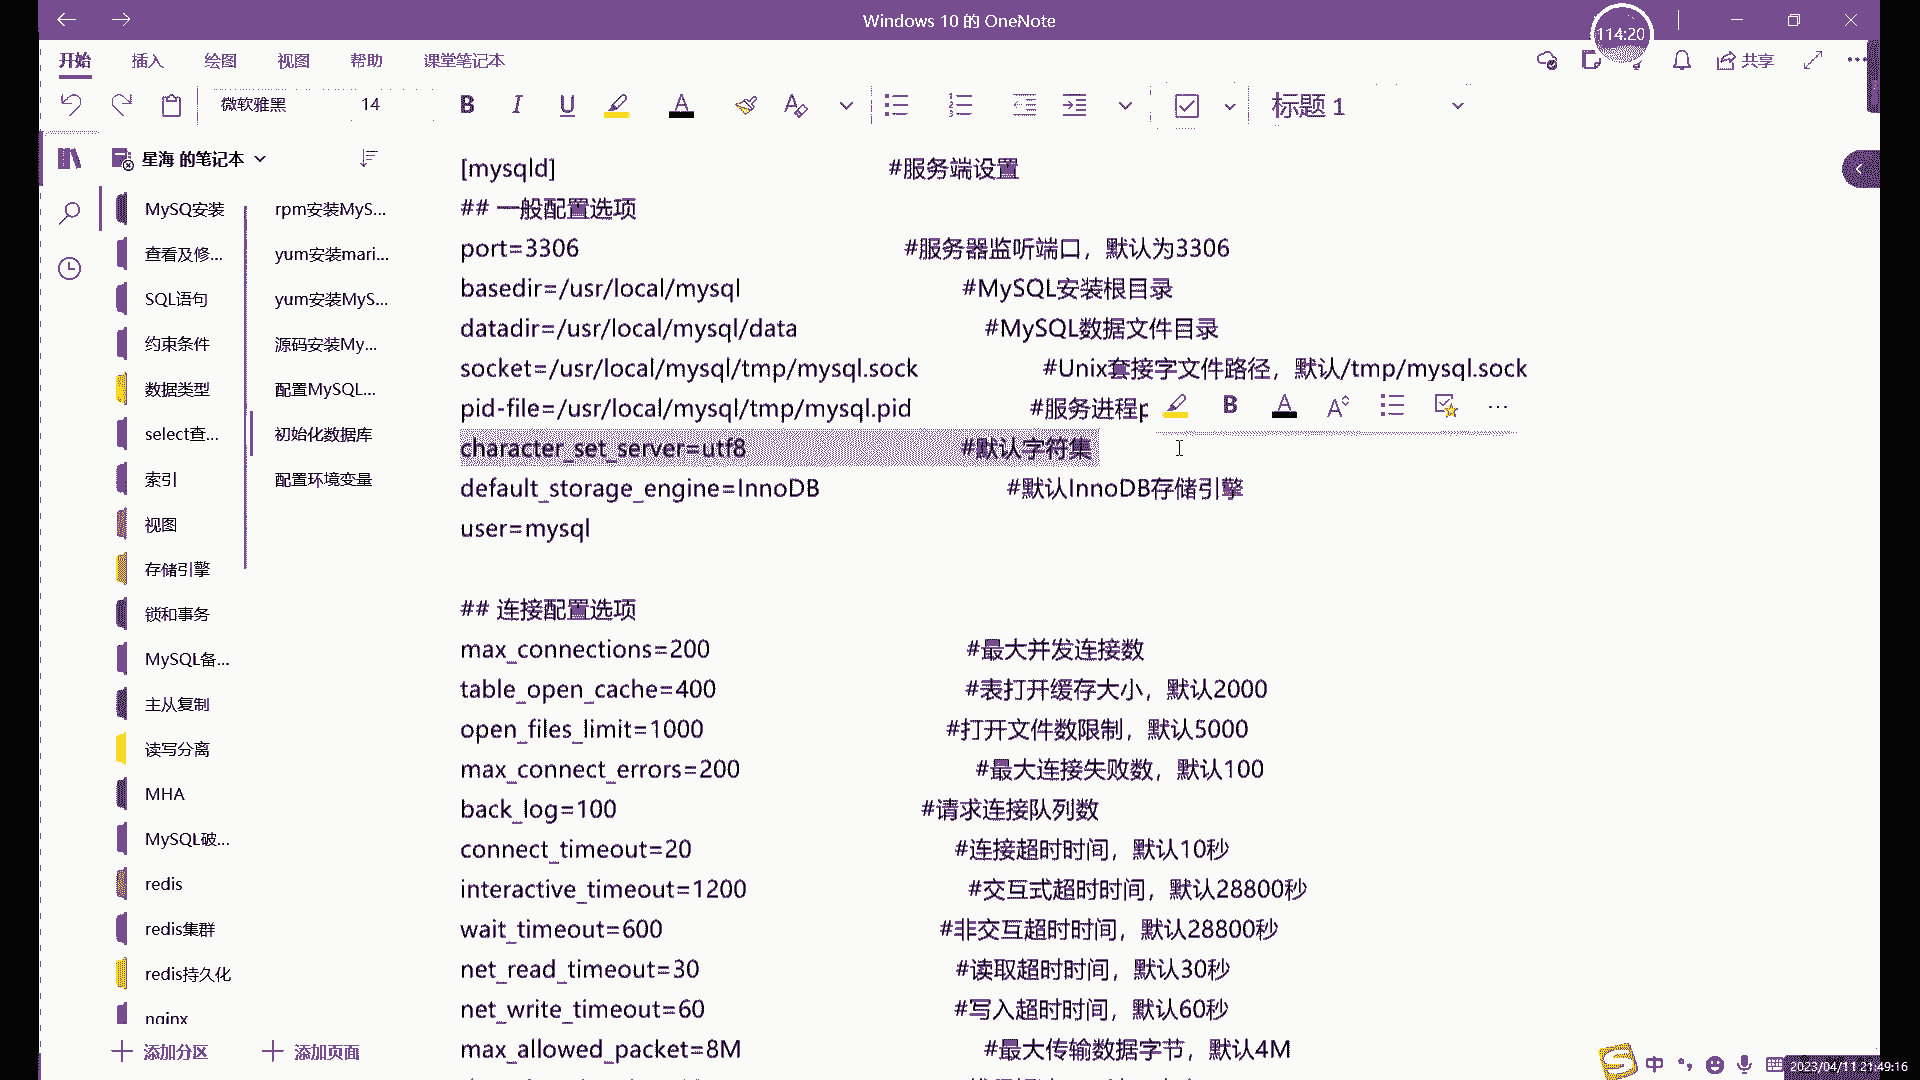 Windows 10 的 OneNote
114:20
开始 插入 绘图 视图 帮助 课堂笔记本
共享
微软雅黑 14 B I U A 标题 1
星海 的笔记本
MySQ安装
查看及修...
SQL语句
约束条件
数据类型
select查...
索引
视图
存储引擎
锁和事务
MySQL备...
主从复制
读写分离
MHA
MySQL破...
redis
redis集群
redis持久化
nginx
添加分区
rpm安装MyS...
yum安装mari...
yum安装MyS...
源码安装My...
配置MySQL...
初始化数据库
配置环境变量
添加页面
[mysqld] #服务端设置
## 一般配置选项
port=3306 #服务器监听端口，默认为3306
basedir=/usr/local/mysql #MySQL安装根目录
datadir=/usr/local/mysql/data #MySQL数据文件目录
socket=/usr/local/mysql/tmp/mysql.sock #Unix套接字文件路径，默认/tmp/mysql.sock
pid-file=/usr/local/mysql/tmp/mysql.pid #服务进程p
character_set_server=utf8 #默认字符集
default_storage_engine=InnoDB #默认InnoDB存储引擎
user=mysql
## 连接配置选项
max_connections=200 #最大并发连接数
table_open_cache=400 #表打开缓存大小，默认2000
open_files_limit=1000 #打开文件数限制，默认5000
max_connect_errors=200 #最大连接失败数，默认100
back_log=100 #请求连接队列数
connect_timeout=20 #连接超时时间，默认10秒
interactive_timeout=1200 #交互式超时时间，默认28800秒
wait_timeout=600 #非交互超时时间，默认28800秒
net_read_timeout=30 #读取超时时间，默认30秒
net_write_timeout=60 #写入超时时间，默认60秒
max_allowed_packet=8M #最大传输数据字节，默认4M
中
2023/04/11 21:49:16